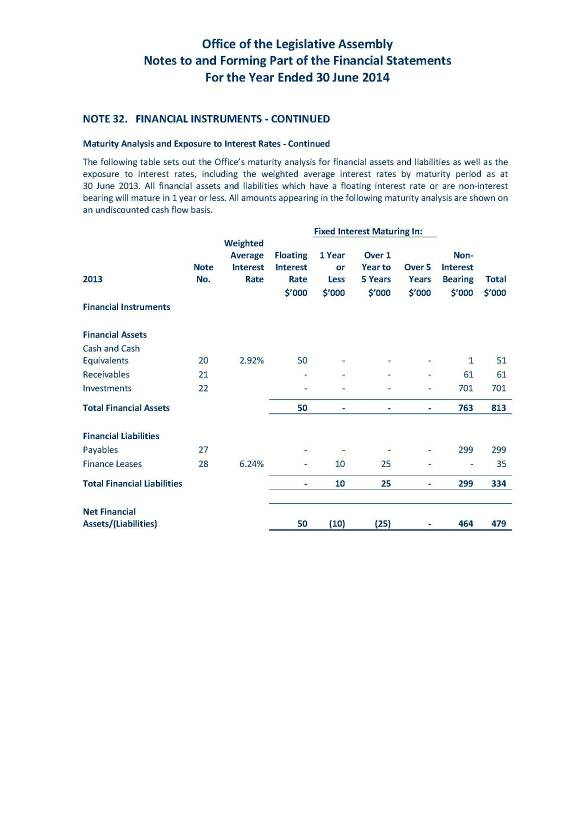 Office of the Legislative Assembly
Notes to and Forming Part of the Financial Statements
For the Year Ended 30 June 2014
NOTE 32. FINANCIAL INSTRUMENTS - CONTINUED
Maturity Analysis and Exposure to Interest Rates - Continued
The following table sets out the Office's maturity analysis for financial assets and liabilities as well as the
exposure to interest rates, including the weighted average interest rates by maturity period as at
30 June 2013. All financial assets and liabilities which have a floating interest rate or are non-interest
bearing will mature in 1 year or less. All amounts appearing in the following maturity analysis are shown on
an undiscounted cash flow basis.
Fixed Interest Maturing In:
Weighted
Average Floating 1 Year Over 1 Non-
Note Interest Interest or Year to Over 5 Interest
2013 No. Rate Rate Less 5 Years Years Bearing Total
$'000 $'000 $'000 $'000 $'000 $'000
Financial Instruments
Financial Assets
Cash and Cash
Equivalents 20 2.92% 50 - - - 1 51
Receivables 21 - - - - 61 61
Investments 22 - - - - 701 701
Total Financial Assets 50 - - - 763 813
Financial Liabilities
Payables 27 - - - - 299 299
Finance Leases 28 6.24% - 10 25 - - 35
Total Financial Liabilities - 10 25 - 299 334
Net Financial
Assets/(Liabilities) 50 (10) (25) - 464 479